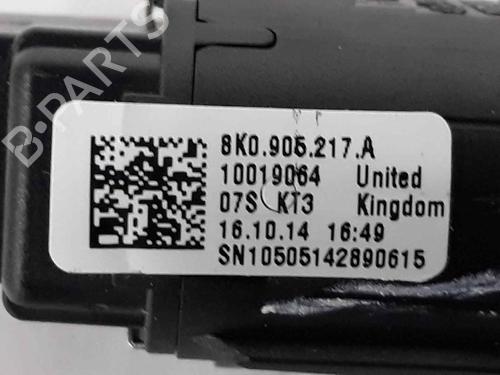 B-PARTS
8K0.905.217.A
10019064 United
07S KT3 Kingdom
16.10.14 16:49
SN10505142890615